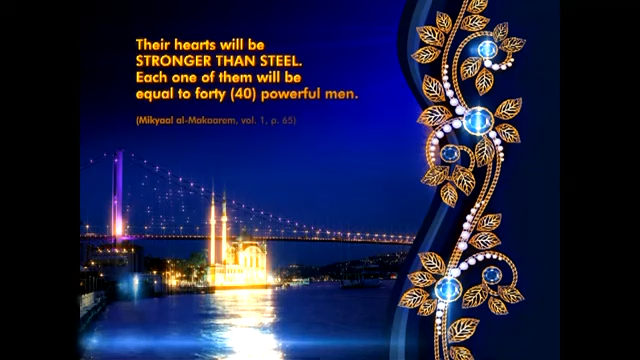 Their hearts will be
STRONGER THAN STEEL.
Each one of them will be
equal to forty (40) powerful men.
(Mikyaal al-Makaarem, vol. 1, p. 65)